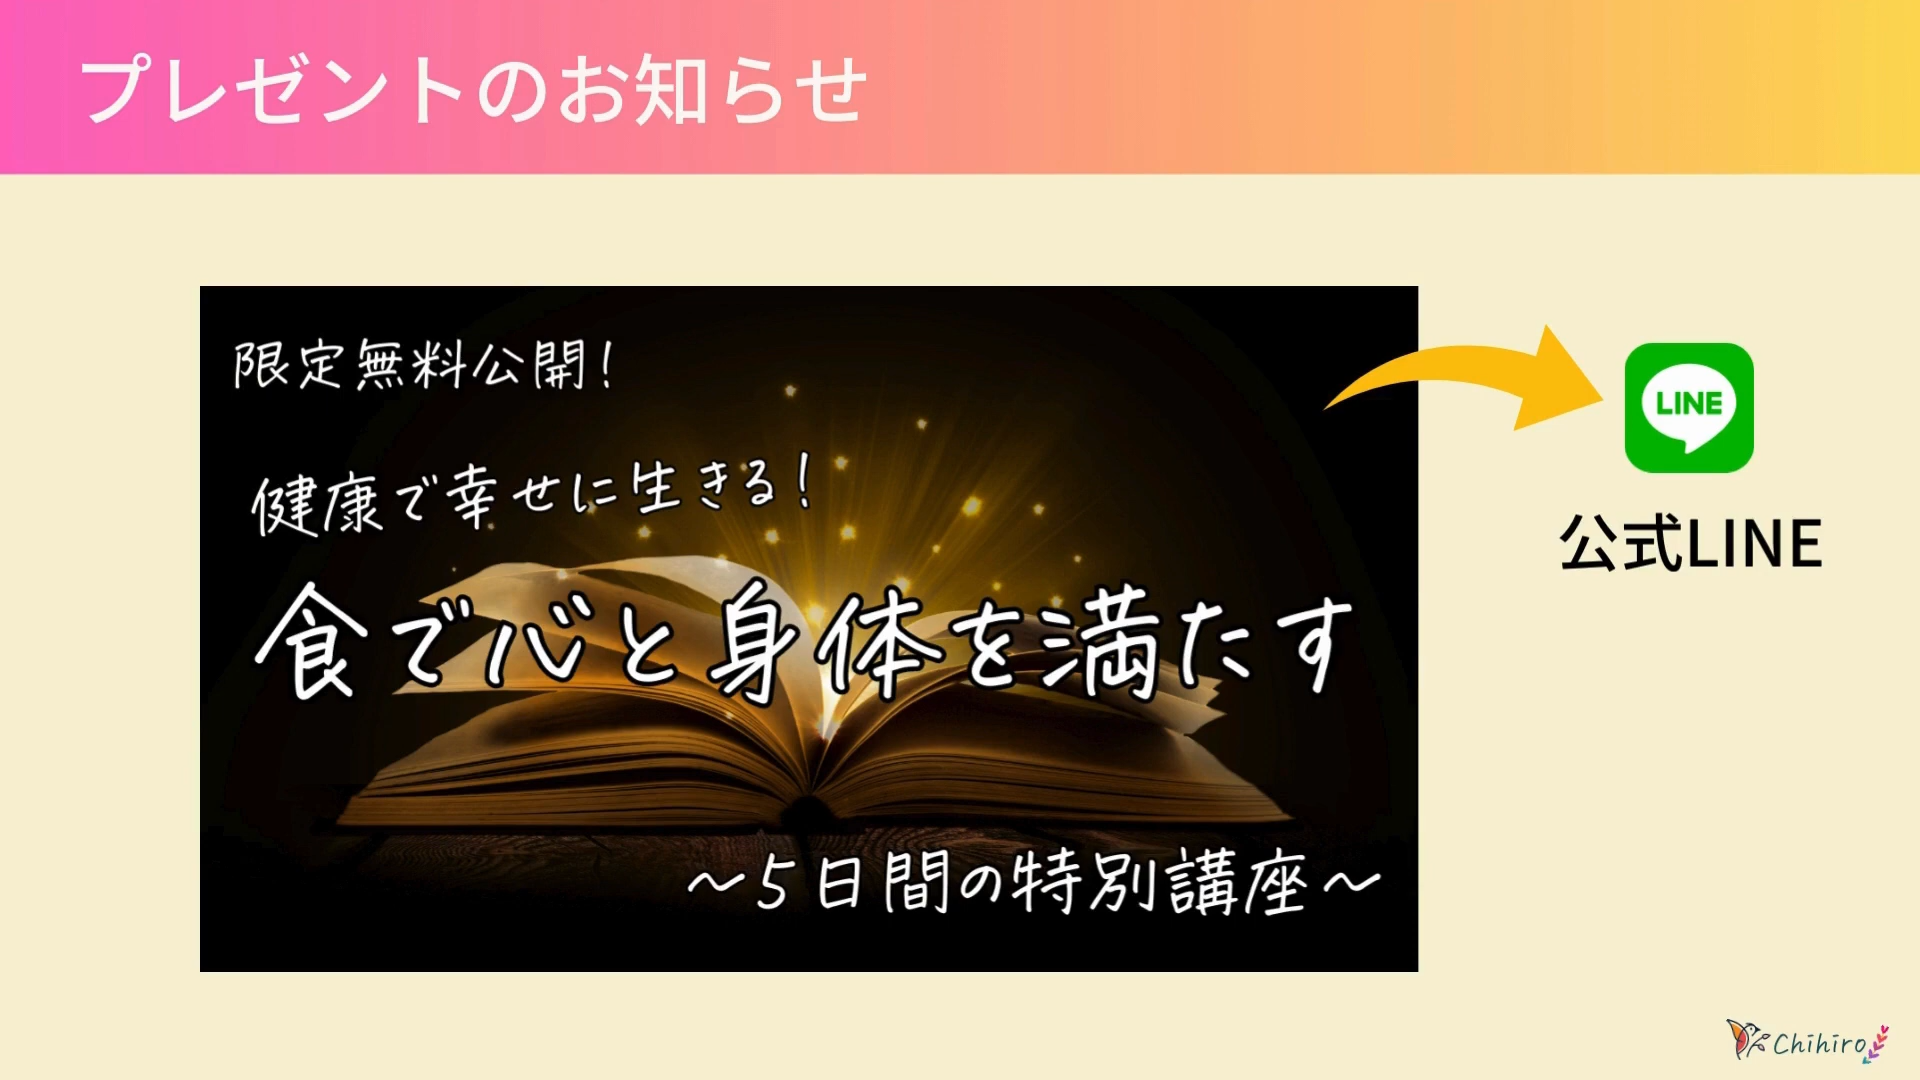 プレゼントのお知らせ
限定無料公開!
健康で幸せに生きる!
食で心と身体を満たす
～5日間の特別講座～
LINE
公式LINE
Chihiro